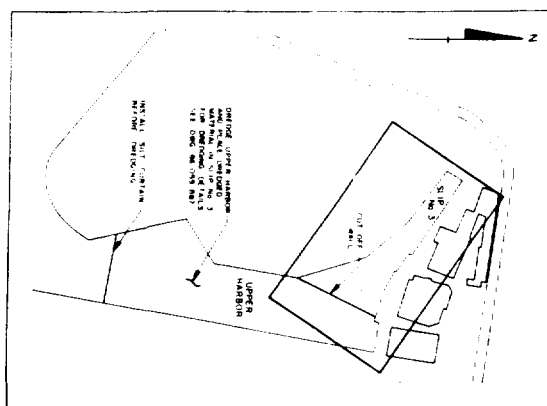 INSTALL SILT CURTAIN
BEFORE DREDGING
DREDGE UPPER HARBOR
AND PLACE DREDGED
MATERIAL IN SLIP No. 3
FOR DREDGING DETAILS
SEE DWG
UPPER
HARBOR
CUT OFF
WALL
SLIP
No. 3
Z